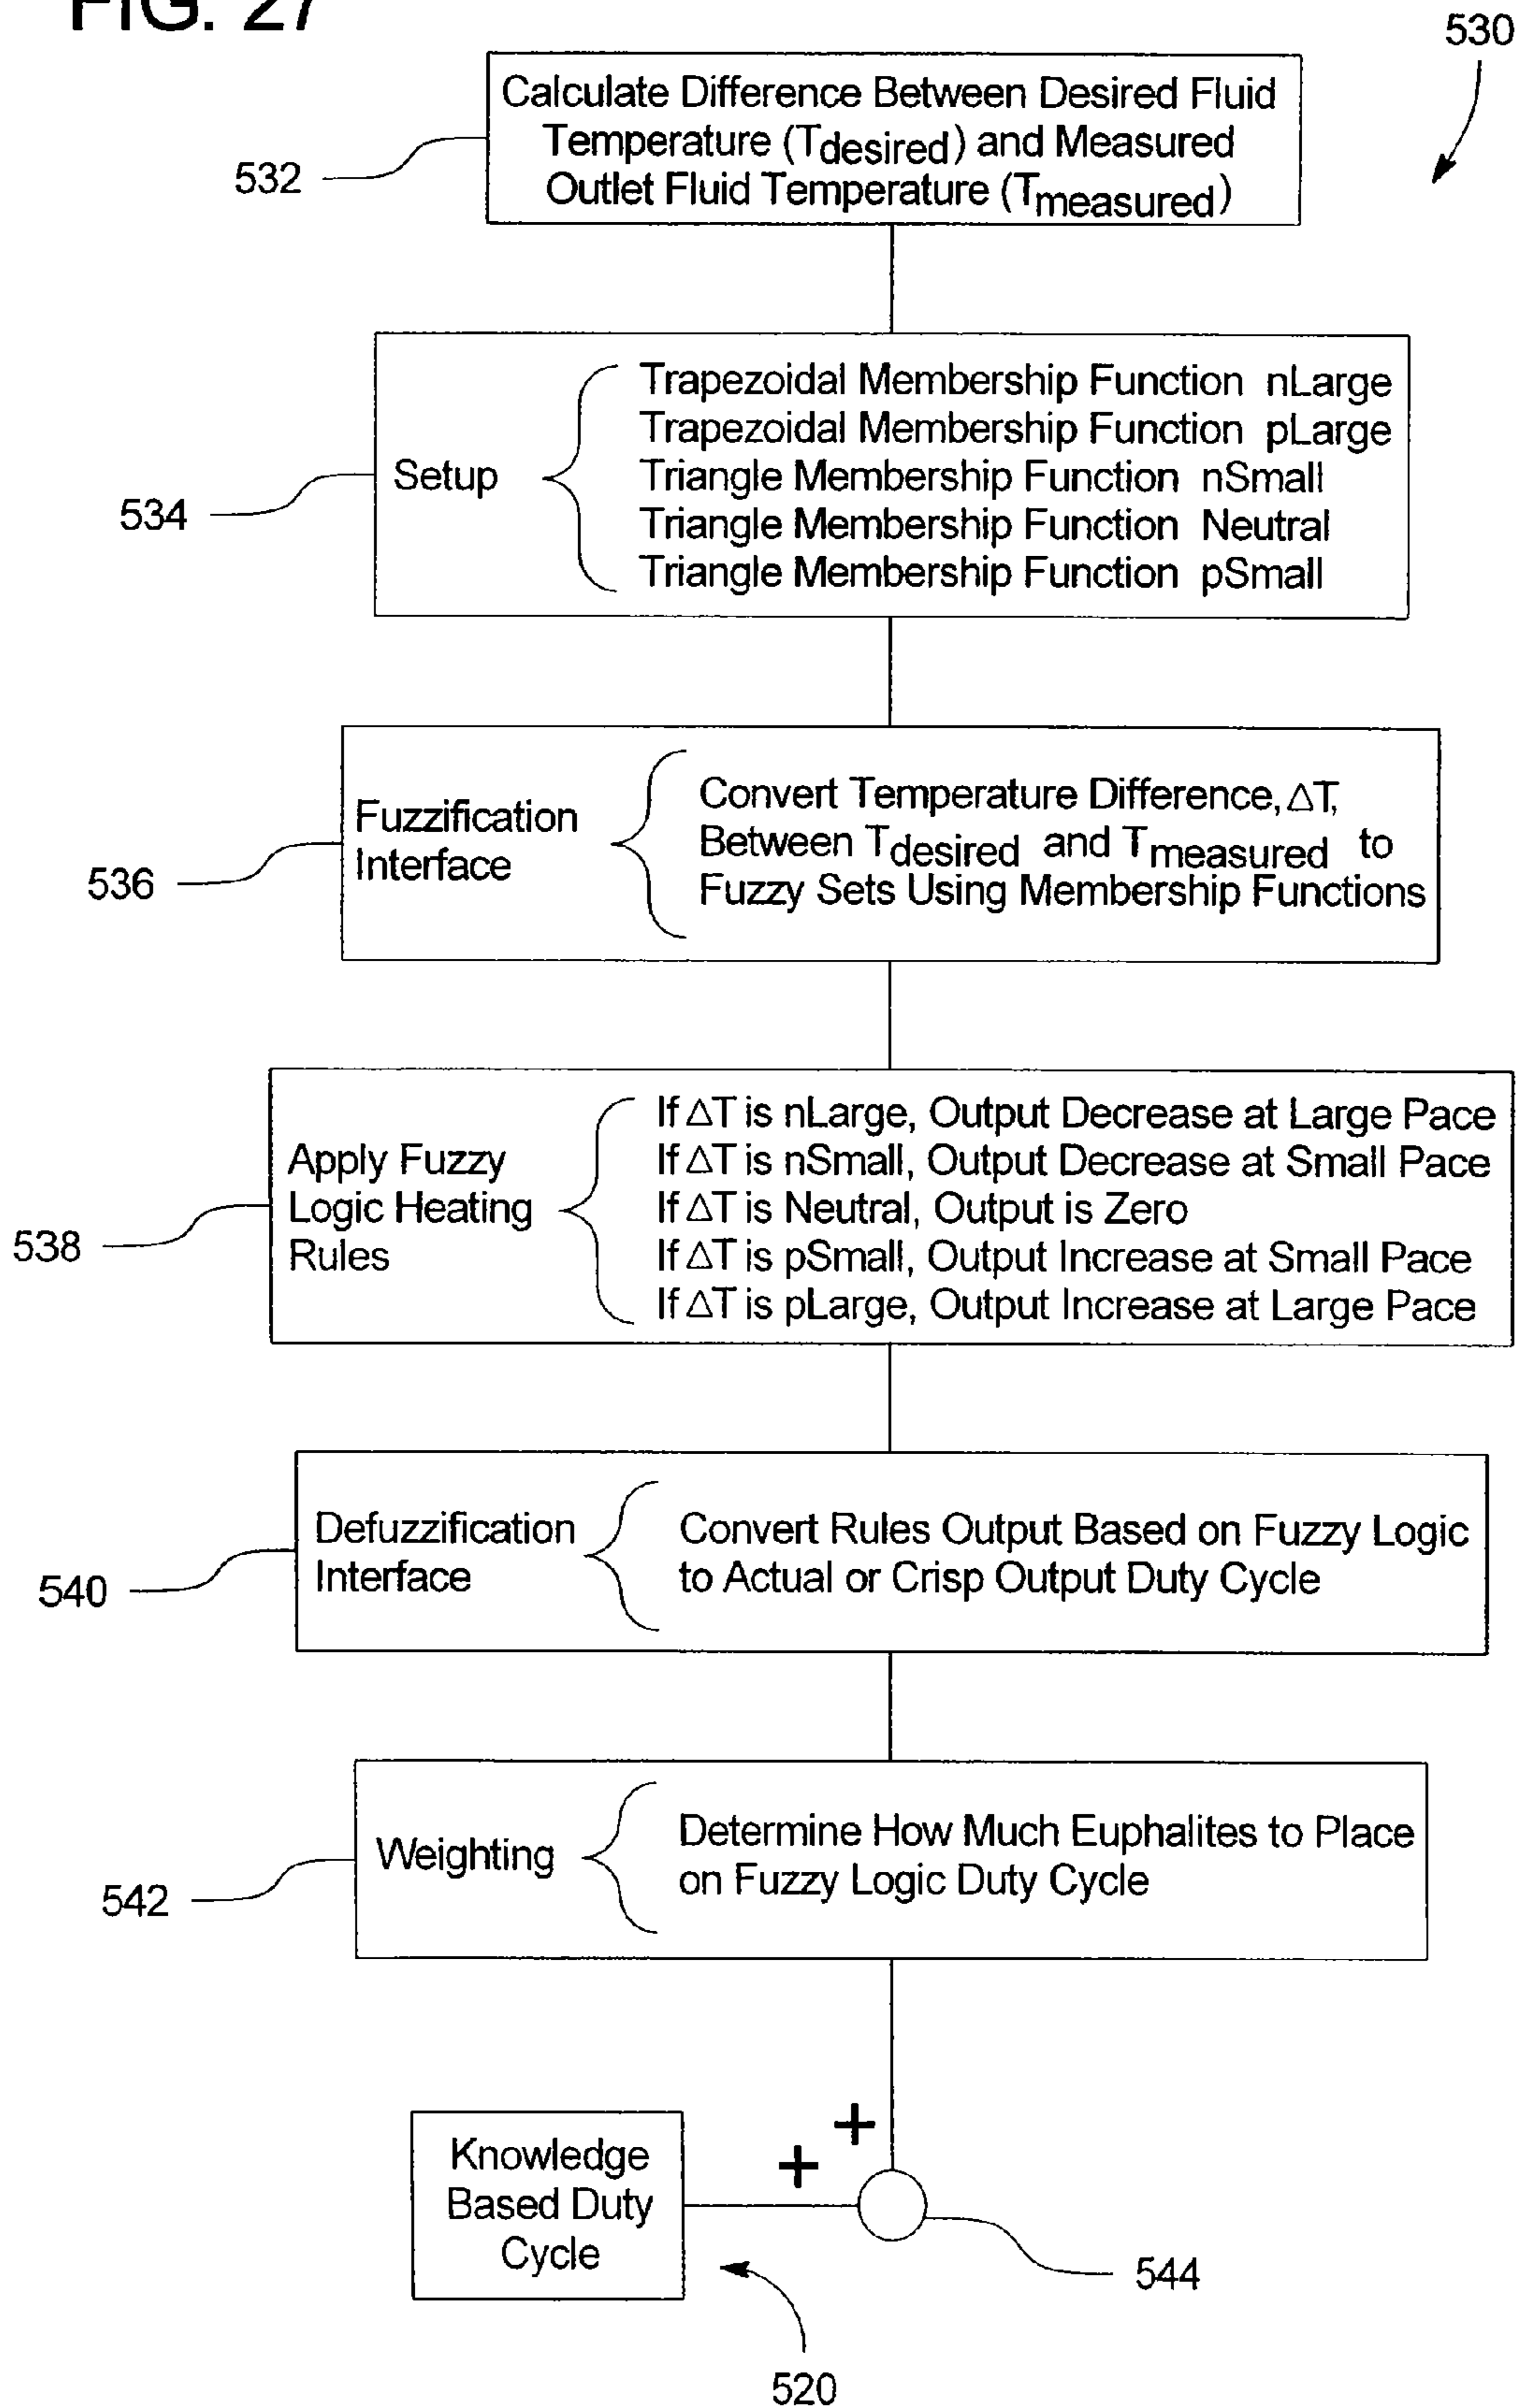 FIG. 27
530
Calculate Difference Between Desired Fluid
Temperature (Tdesired) and Measured
Outlet Fluid Temperature (Tmeasured)
532
Setup
Trapezoidal Membership Function nLarge
Trapezoidal Membership Function pLarge
Triangle Membership Function nSmall
Triangle Membership Function Neutral
Triangle Membership Function pSmall
534
Fuzzification
Interface
Convert Temperature Difference, ΔT,
Between Tdesired and Tmeasured to
Fuzzy Sets Using Membership Functions
536
Apply Fuzzy
Logic Heating
Rules
If ΔT is nLarge, Output Decrease at Large Pace
If ΔT is nSmall, Output Decrease at Small Pace
If ΔT is Neutral, Output is Zero
If ΔT is pSmall, Output Increase at Small Pace
If ΔT is pLarge, Output Increase at Large Pace
538
Defuzzification
Interface
Convert Rules Output Based on Fuzzy Logic
to Actual or Crisp Output Duty Cycle
540
Weighting
Determine How Much Euphalites to Place
on Fuzzy Logic Duty Cycle
542
+
+
Knowledge
Based Duty
Cycle
544
520